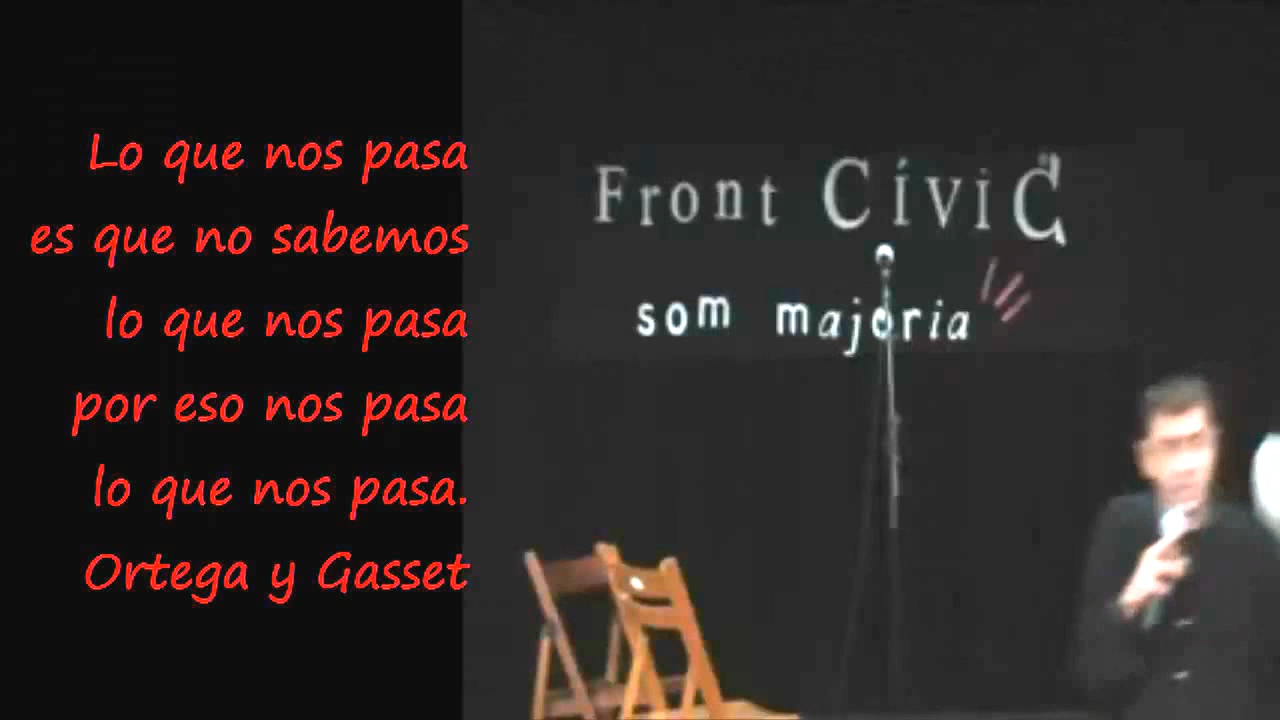 Lo que nos pasa
es que no sabemos
lo que nos pasa
por eso nos pasa
lo que nos pasa.
Ortega y Gasset
Front Cívic
som majoria